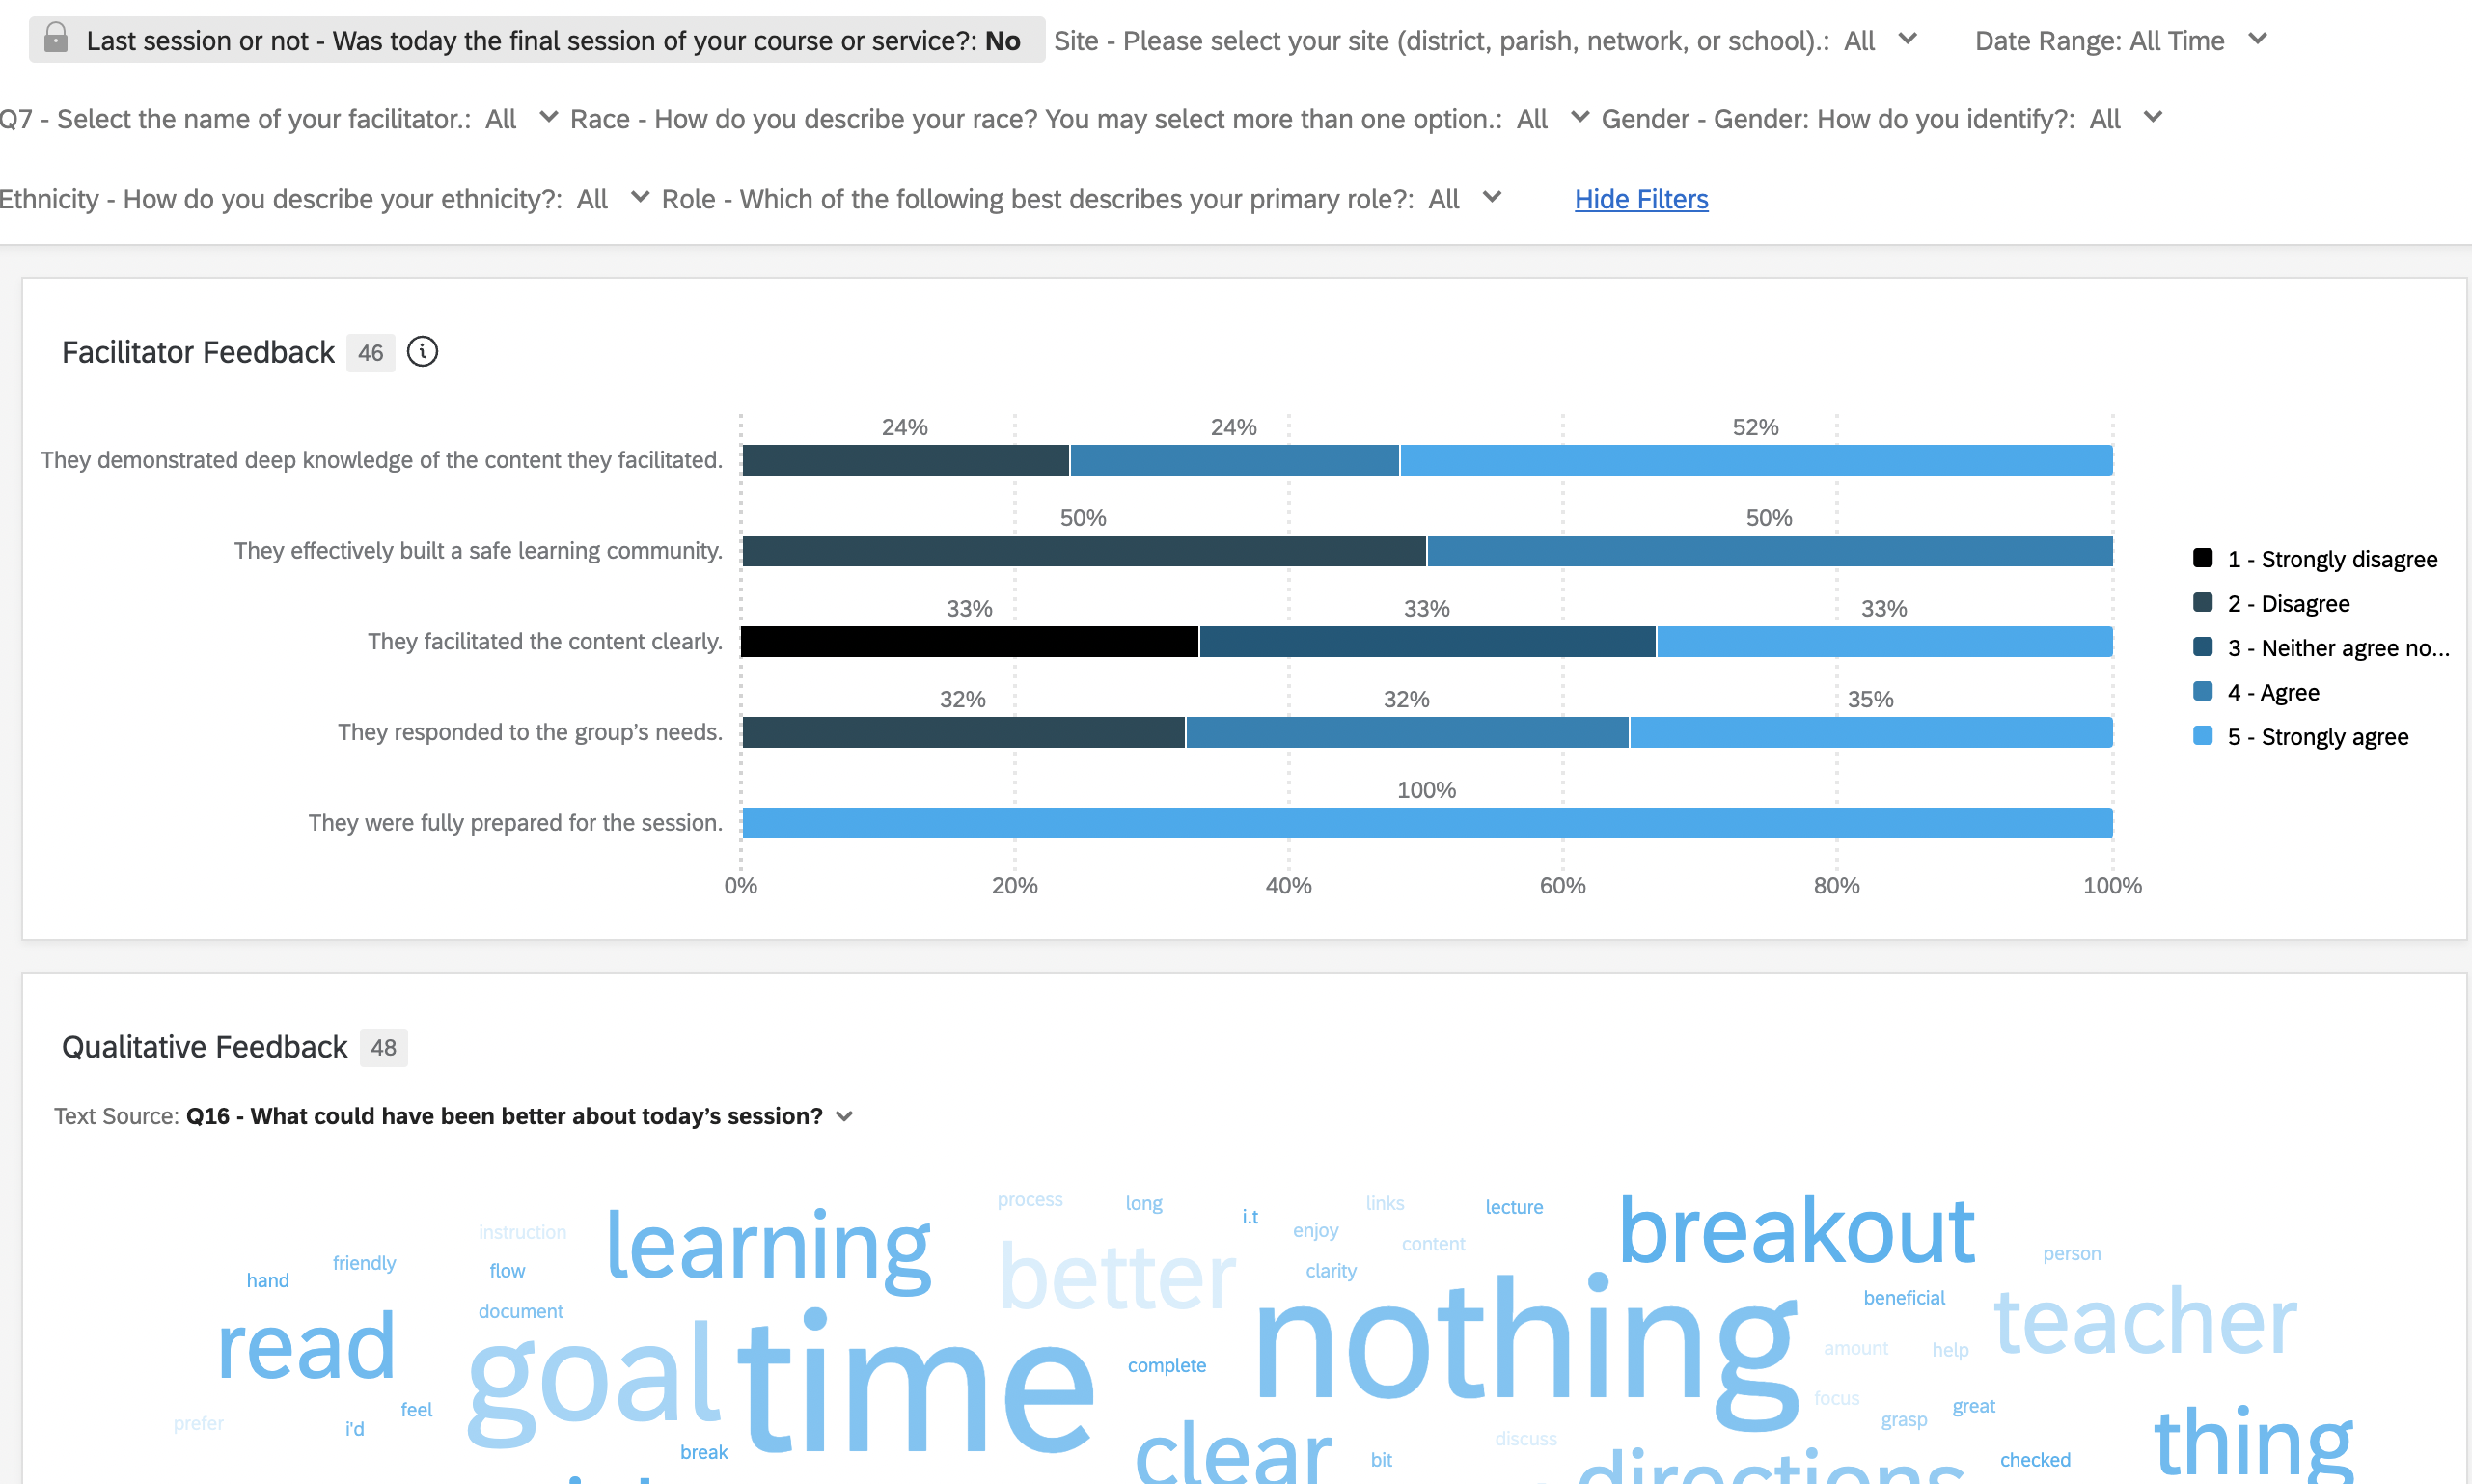 Last session or not - Was today the final session of your course or service?: No Site - Please select your site (district, parish, network, or school).: All Date Range: All Time
Q7 - Select the name of your facilitator.: All Race - How do you describe your race? You may select more than one option.: All Gender - Gender: How do you identify?: All
Ethnicity - How do you describe your ethnicity?: All Role - Which of the following best describes your primary role?: All Hide Filters
Facilitator Feedback 46
24% 24% 52%
They demonstrated deep knowledge of the content they facilitated.
50% 50%
They effectively built a safe learning community.
33% 33% 33%
They facilitated the content clearly.
32% 32% 35%
They responded to the group's needs.
100%
They were fully prepared for the session.
0% 20% 40% 60% 80% 100%
1 - Strongly disagree
2 - Disagree
3 - Neither agree no...
4 - Agree
5 - Strongly agree
Qualitative Feedback 48
Text Source: Q16 - What could have been better about today's session?
process long i.t links lecture breakout
instruction learning enjoy content person
friendly hand flow better clarity
document nothing beneficial teacher
read goal time complete amount help
prefer i'd feel focus grasp great
break clear bit discuss directions checked thing